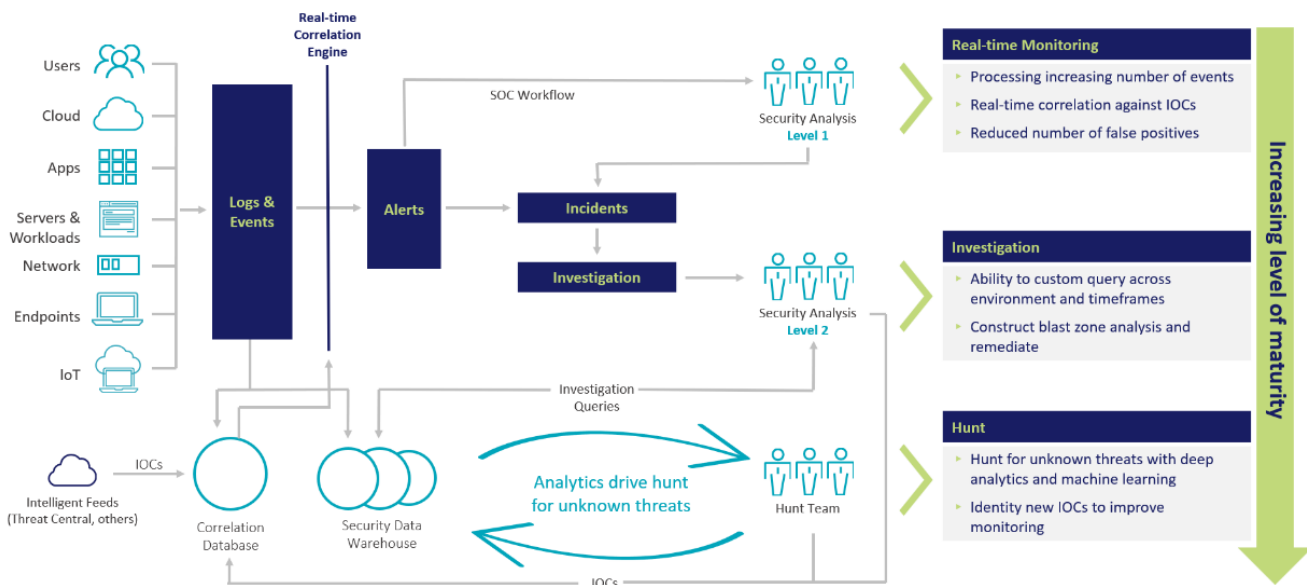 Real-time
Correlation
Engine
Users
Cloud
Apps
Servers &
Workloads
Network
Endpoints
IoT
Logs &
Events
Alerts
SOC Workflow
Security Analysis
Level 1
Incidents
Investigation
Security Analysis
Level 2
Investigation
Queries
Intelligent Feeds
(Threat Central, others)
IOCs
Correlation
Database
Security Data
Warehouse
Analytics drive hunt
for unknown threats
Hunt Team
IOCs
Real-time Monitoring
Processing increasing number of events
Real-time correlation against IOCs
Reduced number of false positives
Investigation
Ability to custom query across
environment and timeframes
Construct blast zone analysis and
remediate
Hunt
Hunt for unknown threats with deep
analytics and machine learning
Identity new IOCs to improve
monitoring
Increasing level of maturity